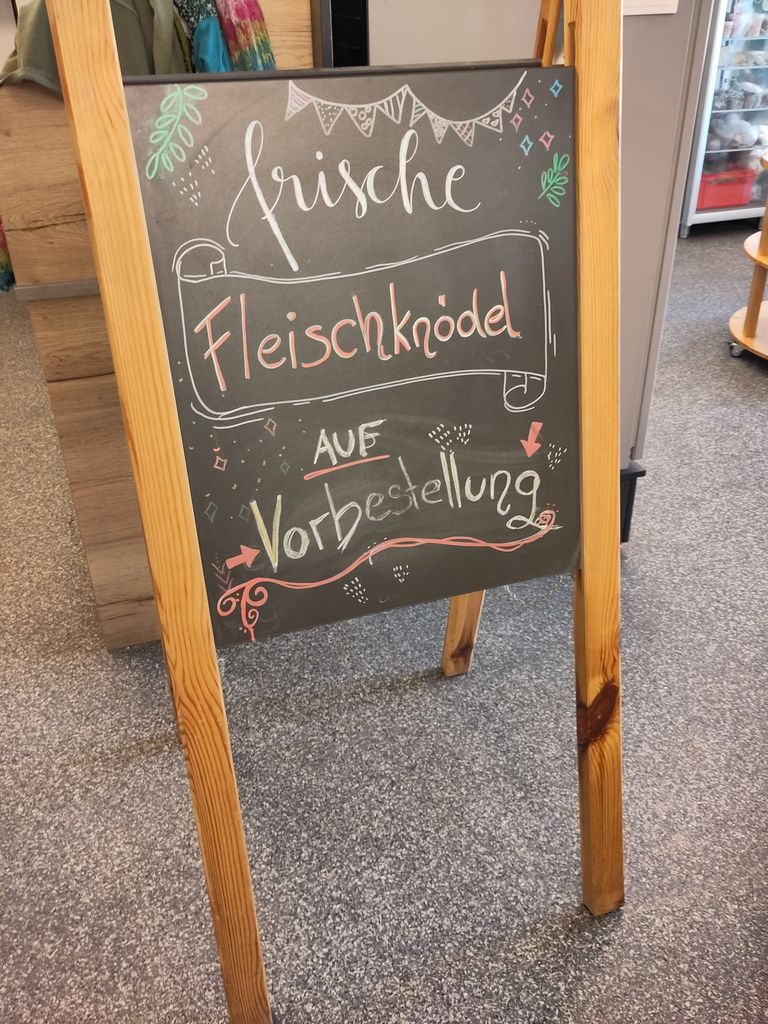 frische
Fleischknödel
AUF
Vorbestellung